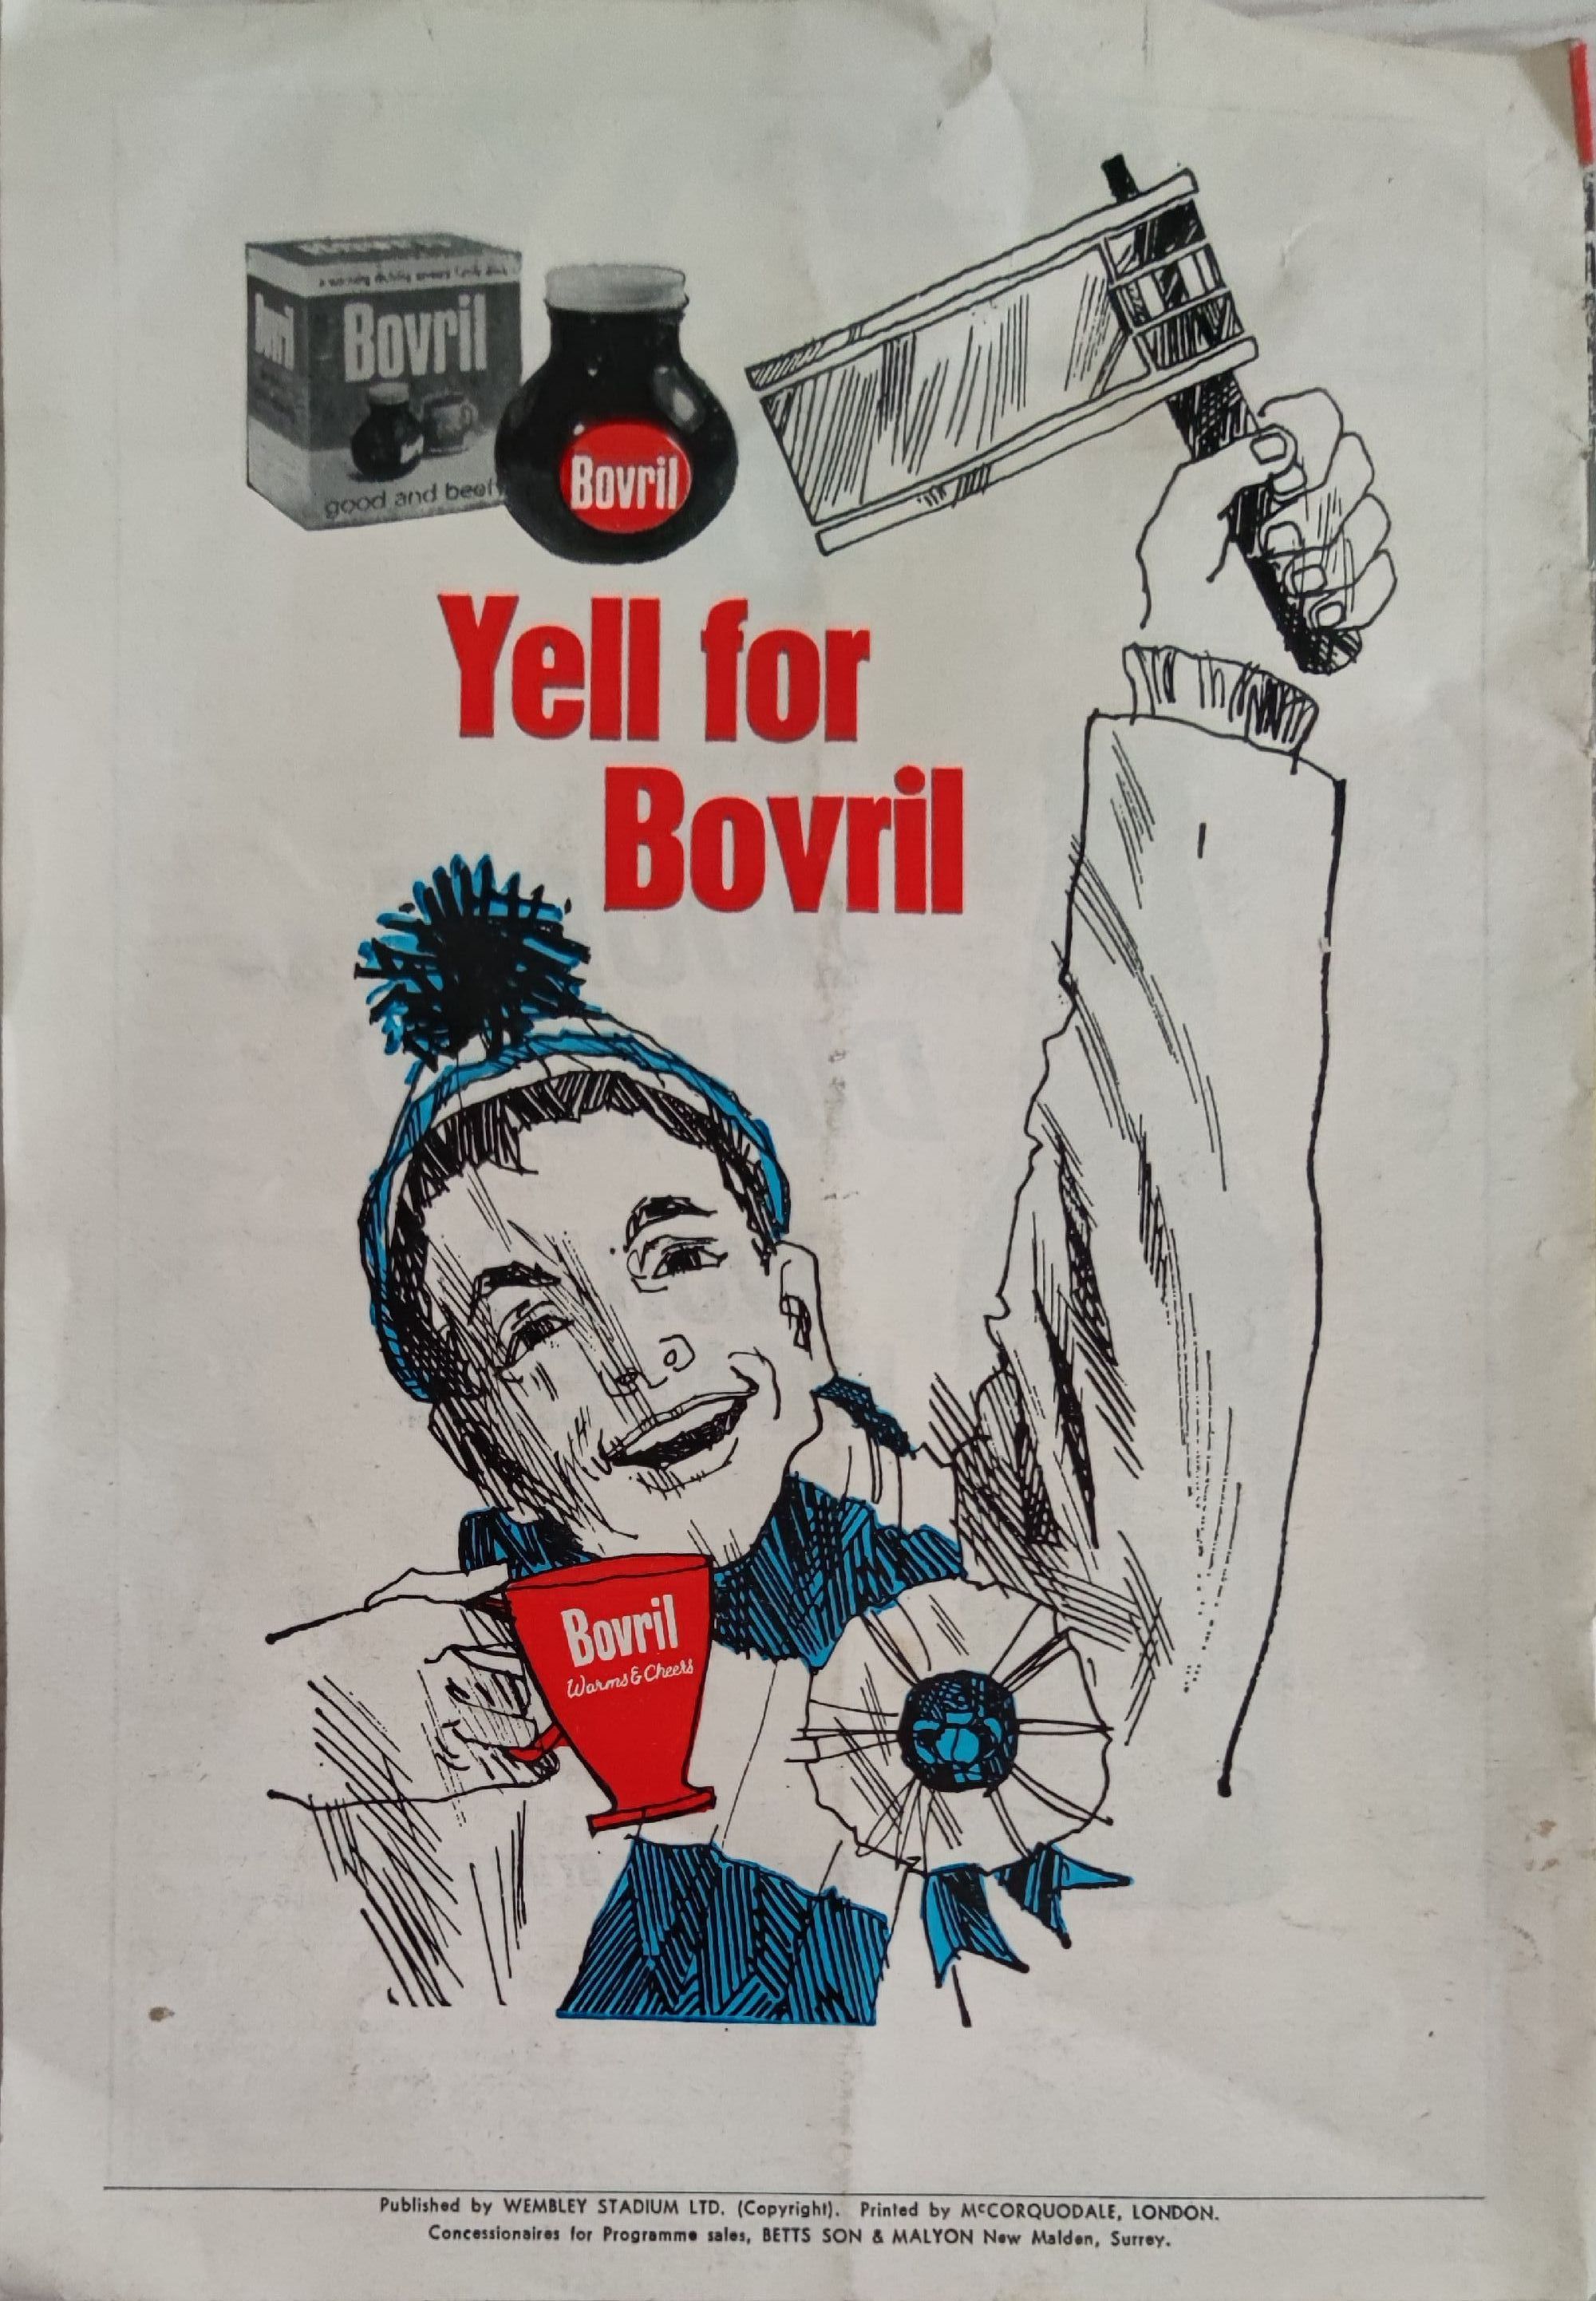 Bovril
Bovril
good and beefy
Bovril
Yell for
Bovril
Bovril
Warms & Cheers
Published by WEMBLEY STADIUM LTD. (Copyright). Printed by McCORQUODALE, LONDON.
Concessionaires for Programme sales, BETTS SON & MALYON New Malden, Surrey.